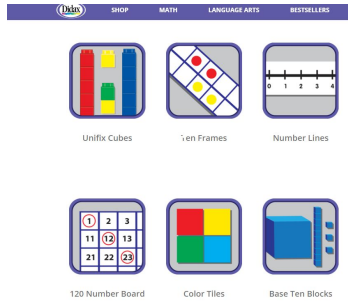 Didax SHOP MATH LANGUAGE ARTS BESTSELLERS
0 1 2 3 4
Unifix Cubes Ten Frames Number Lines
1 2 3
11 12 13
21 22 23
120 Number Board Color Tiles Base Ten Blocks